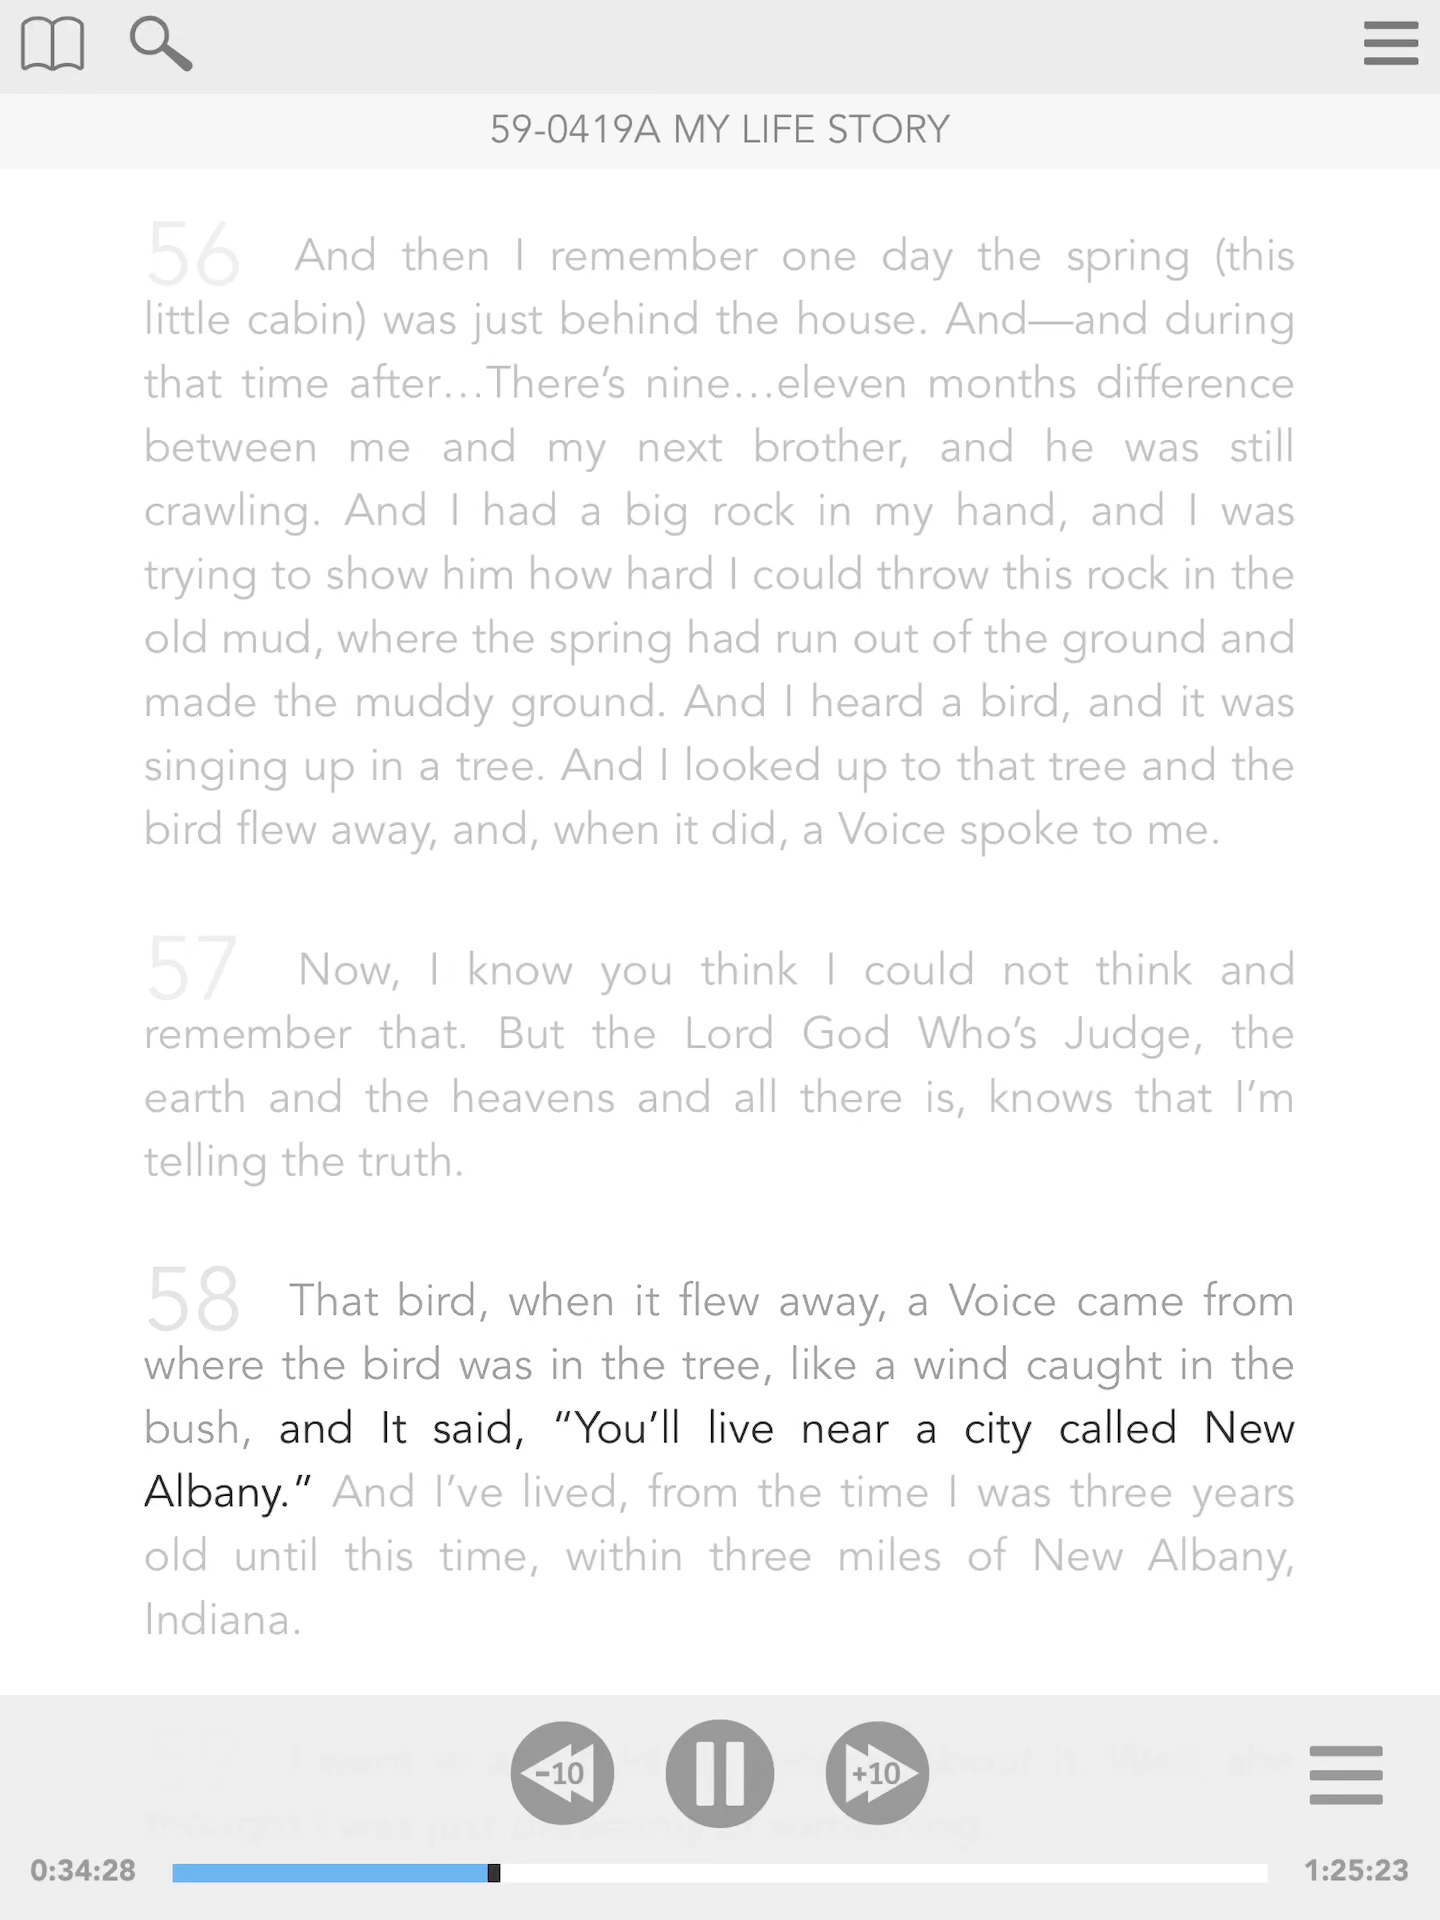 59-0419A MY LIFE STORY
56 And then I remember one day the spring (this
little cabin) was just behind the house. And—and during
that time after…There’s nine…eleven months difference
between me and my next brother, and he was still
crawling. And I had a big rock in my hand, and I was
trying to show him how hard I could throw this rock in the
old mud, where the spring had run out of the ground and
made the muddy ground. And I heard a bird, and it was
singing up in a tree. And I looked up to that tree and the
bird flew away, and, when it did, a Voice spoke to me.
57 Now, I know you think I could not think and
remember that. But the Lord God Who’s Judge, the
earth and the heavens and all there is, knows that I’m
telling the truth.
58 That bird, when it flew away, a Voice came from
where the bird was in the tree, like a wind caught in the
bush, and It said, “You’ll live near a city called New
Albany.” And I’ve lived, from the time I was three years
old until this time, within three miles of New Albany,
Indiana.
I went it about it. the
thought I was just something
-10 +10
0:34:28 1:25:23